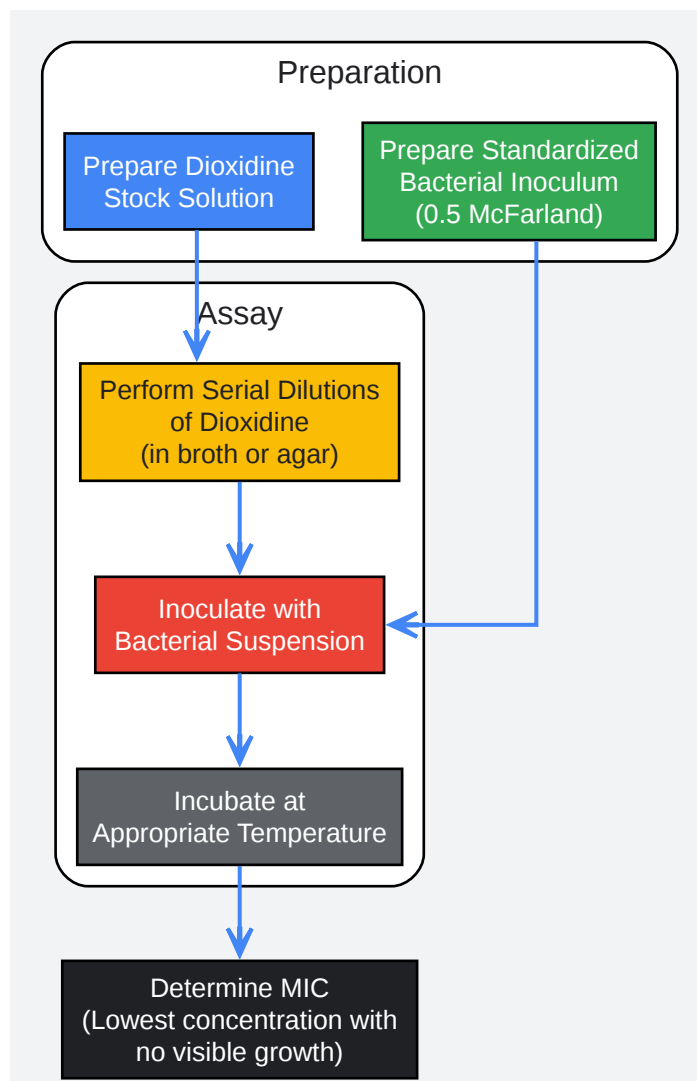 Preparation
Prepare Dioxidine
Stock Solution
Prepare Standardized
Bacterial Inoculum
(0.5 McFarland)
Assay
Perform Serial Dilutions
of Dioxidine
(in broth or agar)
Inoculate with
Bacterial Suspension
Incubate at
Appropriate Temperature
Determine MIC
(Lowest concentration with
no visible growth)